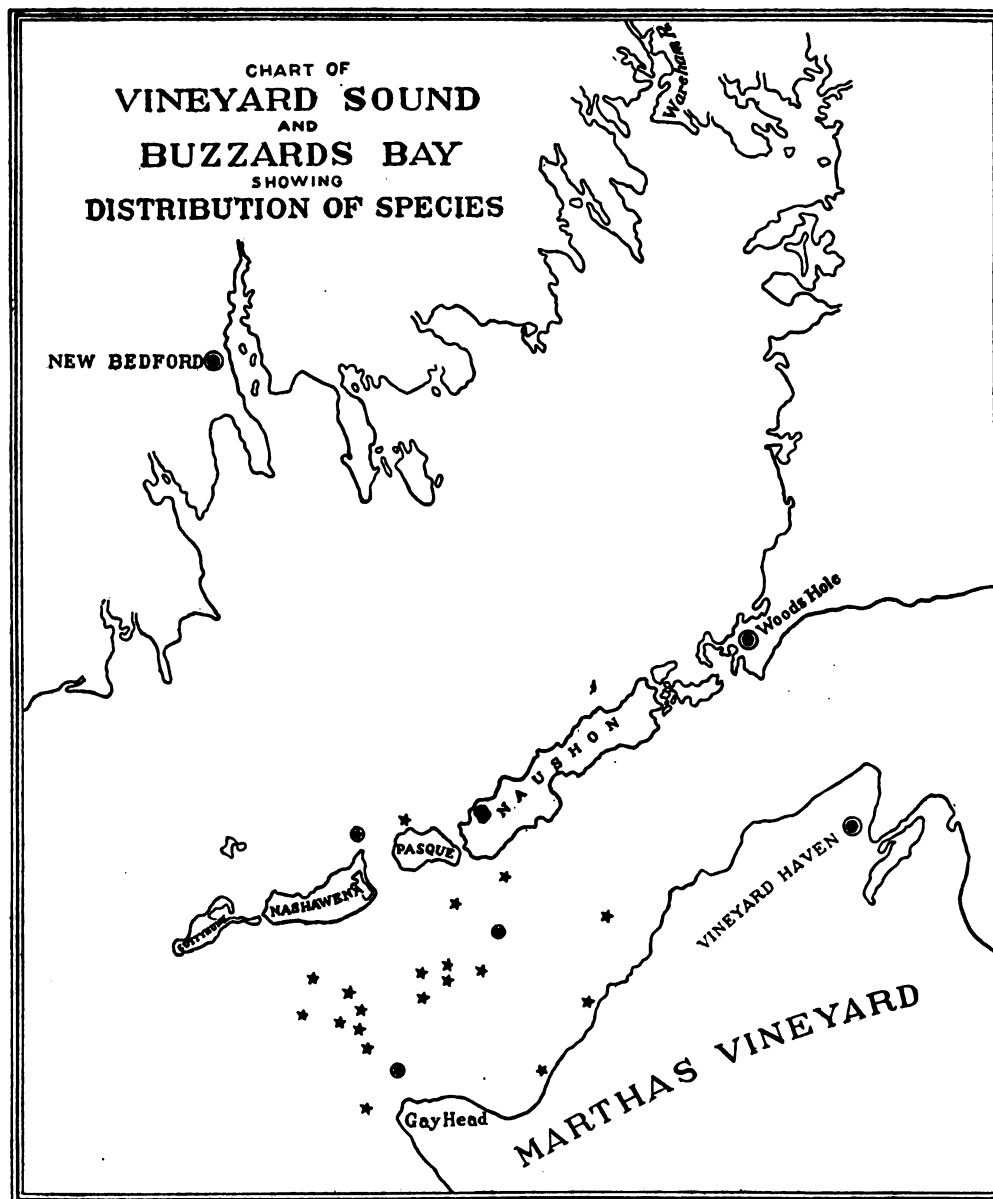 CHART OF
VINEYARD SOUND
AND
BUZZARDS BAY
SHOWING
DISTRIBUTION OF SPECIES
Wareham R
NEW BEDFORD
Woods Hole
NAUSHON
PASQUE
NASHAWENA
VINEYARD HAVEN
MARTHAS VINEYARD
Gay Head